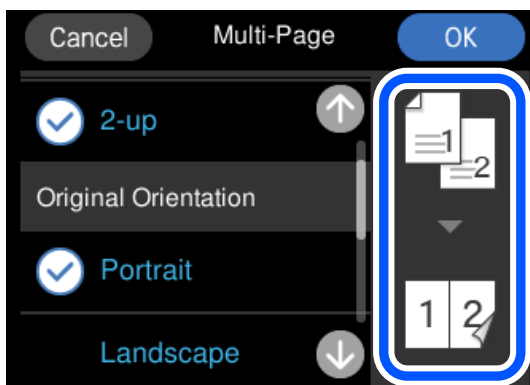 Cancel Multi-Page OK
2-up
1
2
Original Orientation
Portrait
1 2
Landscape